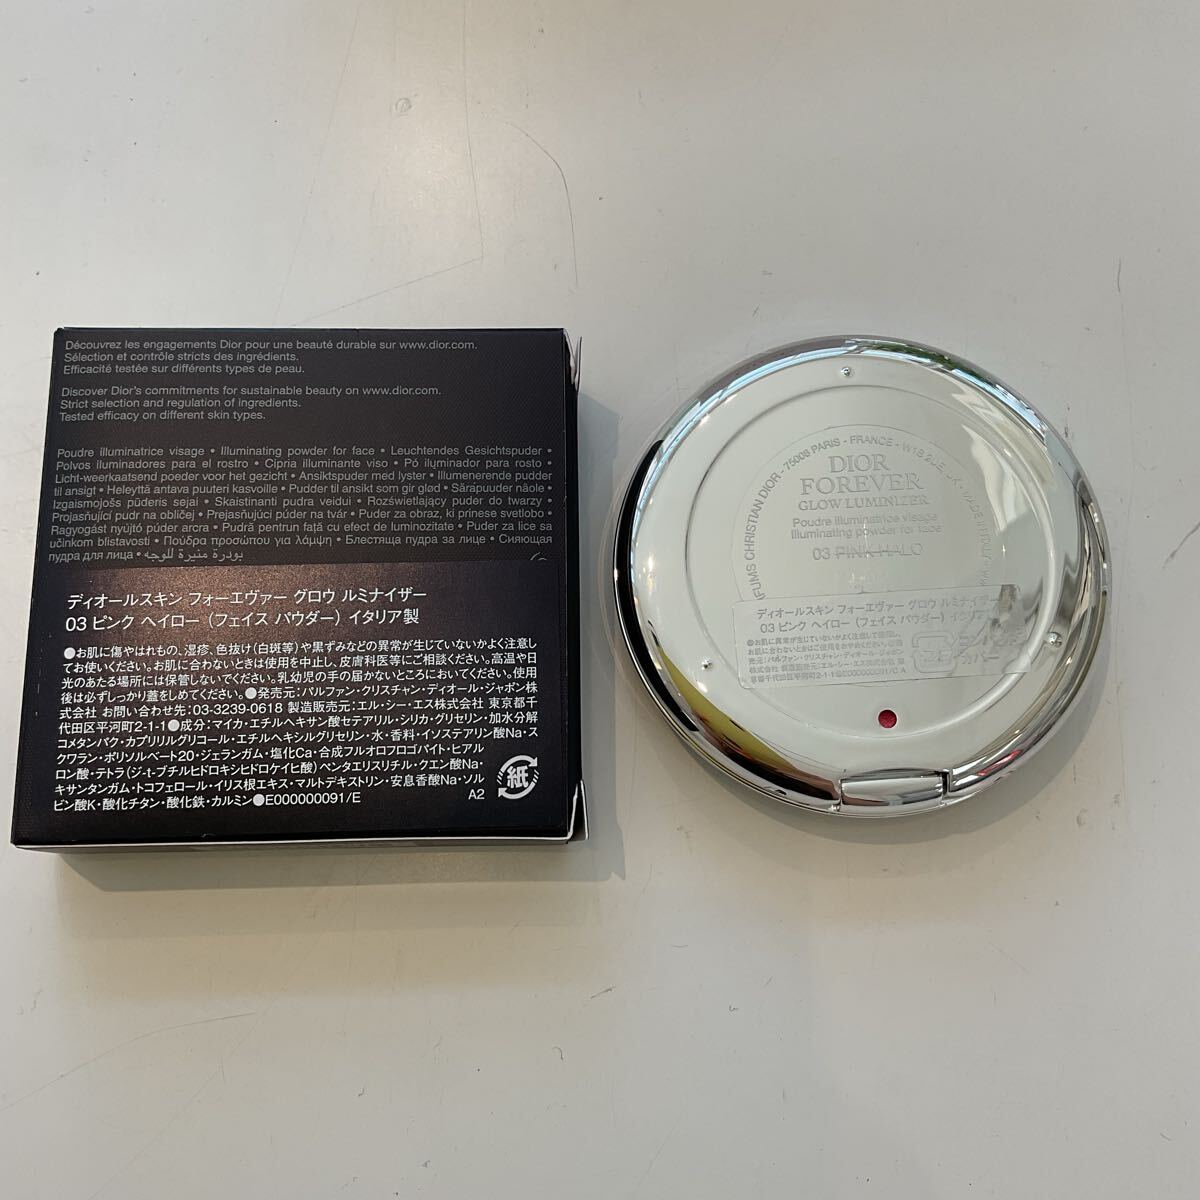 Découvrez les engagements Dior pour une beauté durable sur www.dior.com.
Sélection et contrôle stricts des ingrédients.
Efficacité testée sur différents types de peau.
Discover Dior's commitments for sustainable beauty on www.dior.com.
Strict selection and regulation of ingredients.
Tested efficacy on different skin types.
Poudre illuminatrice visage • Illuminating powder for face • Leuchtendes Gesichtspuder •
Polvos iluminadores para el rostro • Cipria illuminante viso • Pó iluminador para rosto •
Licht-weerkaatsend poeder voor het gezicht • Ansiktspuder med lyster • Illumenerende pudder
til ansigt • Heleyttä antava puuteri kasvoille • Pudder til ansikt som gir glød • Särapuuder näole •
Izgaismojošs pūderis sejai • Skaistinanti pudra veidui • Rozświetlający puder do twarzy •
Projasňující pudr na obličej • Prejasňujúci púder na tvár • Puder za obraz, ki prinese svetlobo •
Ragyogást nyújtó púder arcra • Pudră pentrun față cu efect de luminozitate • Puder za lice sa
učinkom blistavosti • Πούδρα προσώπου για λάμψη • Блестяща пудра за лице • Сияющая
пудра для лица • بودرة منيرة للوجه
ディオールスキン フォーエヴァー グロウ ルミナイザー
03 ピンク ヘイロー（フェイス パウダー）イタリア製
●お肌に傷やはれもの、湿疹、色抜け(白斑等)や黒ずみなどの異常が生じていないかよく注意し
てお使いください。お肌に合わないときは使用を中止し、皮膚科医等にご相談ください。高温や日
光のあたる場所には保管しないでください。乳幼児の手の届かないところにおいてください。使用
後は必ずしっかり蓋をしめてください。●発売元:パルファン・クリスチャン・ディオール・ジャポン株
式会社 お問い合わせ先:03-3239-0618 製造販売元:エル・シー・エス株式会社 東京都千
代田区平河町2-1-1●成分:マイカ・エチルヘキサン酸セテアリル・シリカ・グリセリン・加水分解
コメタンパク・カプリリルグリコール・エチルヘキシルグリセリン・水・香料・イソステアリン酸Na・ス
クワラン・ポリソルベート20・ジェランガム・塩化Ca・合成フルオロフロゴパイト・ヒアル
ロン酸・テトラ(ジ-t-ブチルヒドロキシヒドロケイヒ酸)ペンタエリスリチル・クエン酸Na・
キサンタンガム・トコフェロール・イリス根エキス・マルトデキストリン・安息香酸Na・ソル
ビン酸K・酸化チタン・酸化鉄・カルミン●E000000091/E
A2
紙
CHRISTIAN DIOR - 75008 PARIS - FRANCE - W1B
DIOR
FOREVER
GLOW LUMINIZER
Poudre illuminatrice visage
Illuminating powder for face
03 PINK HALO
ディオールスキン フォーエヴァー グロウ ルミナイザー
03 ピンク ヘイロー（フェイス パウダー）イタリア製
●お肌に異常が生じていないかよく注意して使用し、